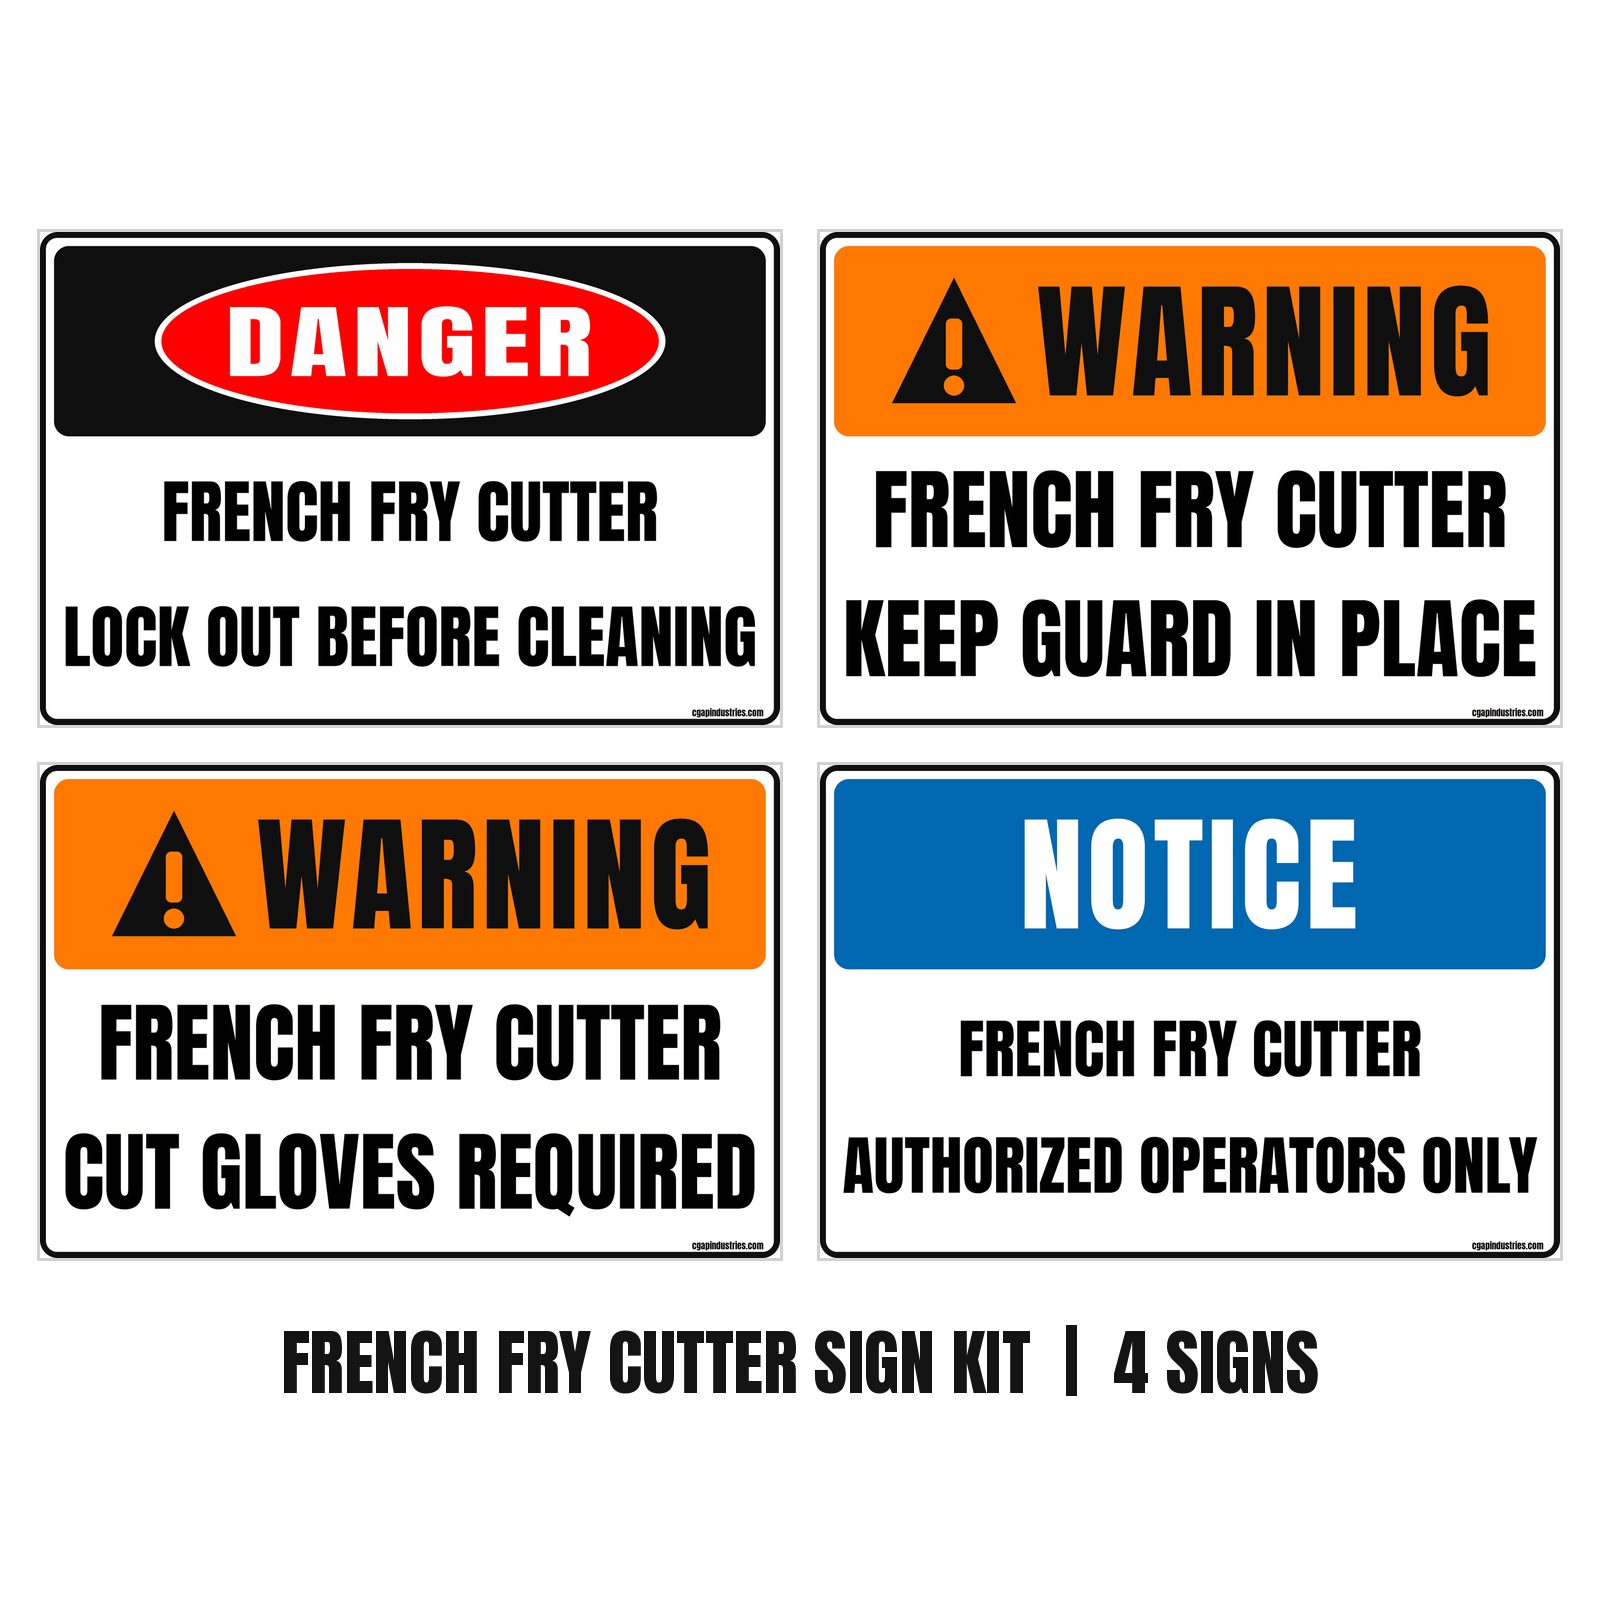 DANGER
FRENCH FRY CUTTER
LOCK OUT BEFORE CLEANING
cgapindustries.com
WARNING
FRENCH FRY CUTTER
KEEP GUARD IN PLACE
cgapindustries.com
WARNING
FRENCH FRY CUTTER
CUT GLOVES REQUIRED
cgapindustries.com
NOTICE
FRENCH FRY CUTTER
AUTHORIZED OPERATORS ONLY
cgapindustries.com
FRENCH FRY CUTTER SIGN KIT | 4 SIGNS